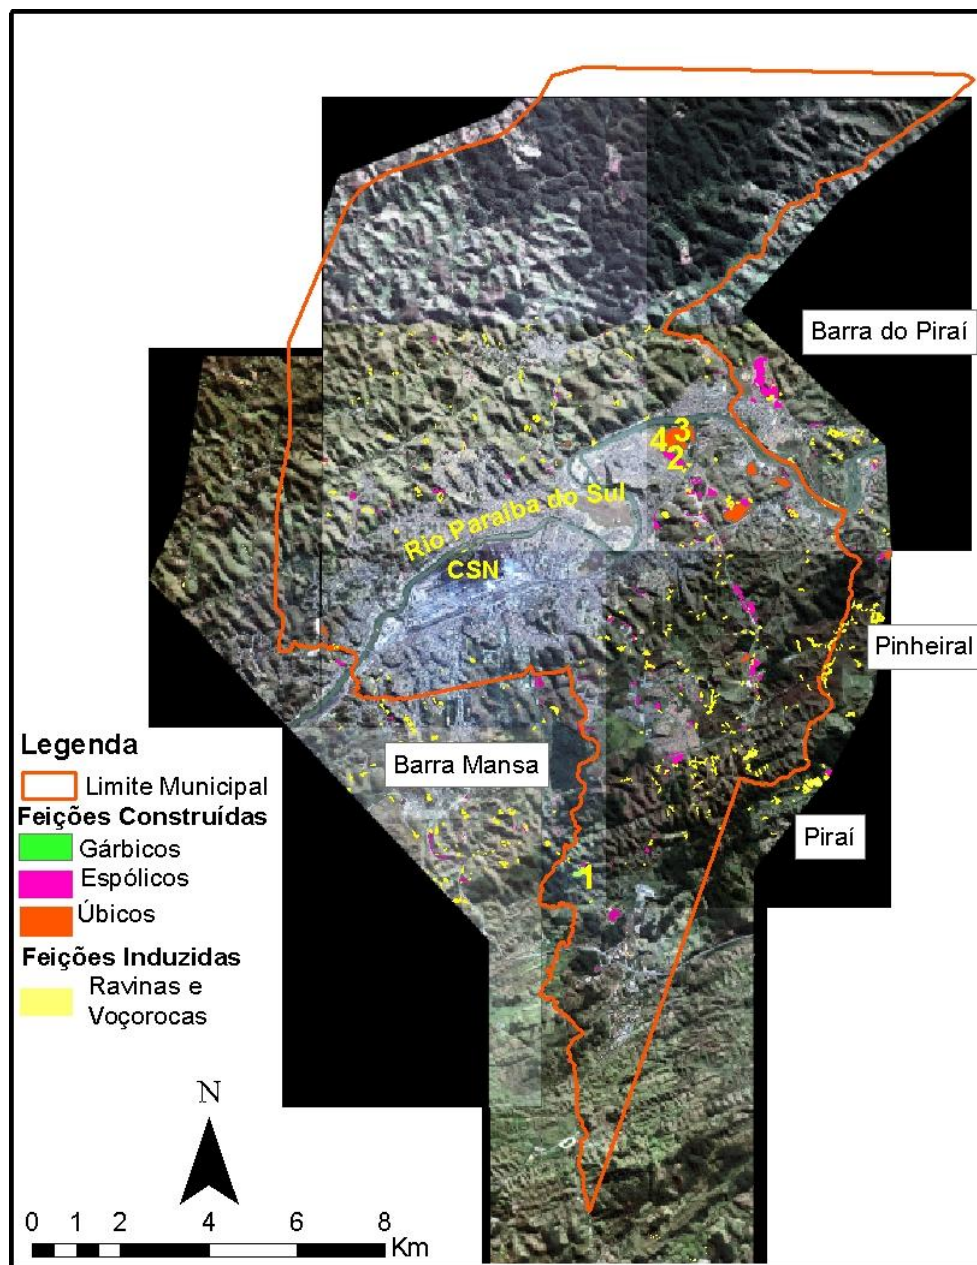 Barra do Piraí
3
4
2
Rio Paraíba do Sul
CSN
Pinheiral
Barra Mansa
Piraí
1
Legenda
Limite Municipal
Feições Construídas
Gárbicos
Espólicos
Úbicos
Feições Induzidas
Ravinas e
Voçorocas
N
0 1 2 4 6 8
Km